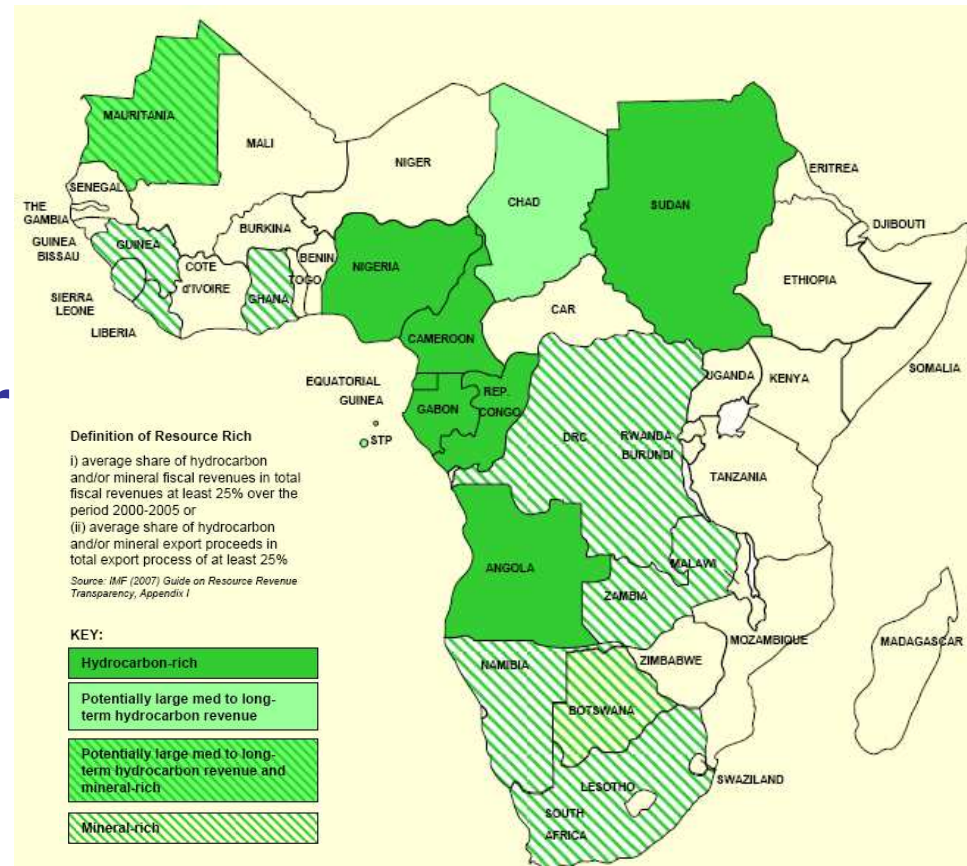 MAURITANIA
MALI
NIGER
CHAD
SUDAN
ERITREA
SENEGAL
THE
GAMBIA
GUINEA
BISSAU
GUINEA
BURKINA
BENIN
TOGO
NIGERIA
DJIBOUTI
COTE
d'IVOIRE
GHANA
SIERRA
LEONE
LIBERIA
CAMEROON
CAR
ETHIOPIA
SOMALIA
EQUATORIAL
GUINEA
GABON
REP.
CONGO
UGANDA
KENYA
STP
DRC
RWANDA
BURUNDI
TANZANIA
Definition of Resource Rich
i) average share of hydrocarbon
and/or mineral fiscal revenues in total
fiscal revenues at least 25% over the
period 2000-2005 or
(ii) average share of hydrocarbon
and/or mineral export proceeds in
total export process of at least 25%
Source: IMF (2007) Guide on Resource Revenue
Transparency, Appendix I
ANGOLA
MALAWI
ZAMBIA
MOZAMBIQUE
MADAGASCAR
NAMIBIA
ZIMBABWE
BOTSWANA
SWAZILAND
LESOTHO
SOUTH
AFRICA
KEY:
Hydrocarbon-rich
Potentially large med to long-
term hydrocarbon revenue
Potentially large med to long-
term hydrocarbon revenue and
mineral-rich
Mineral-rich